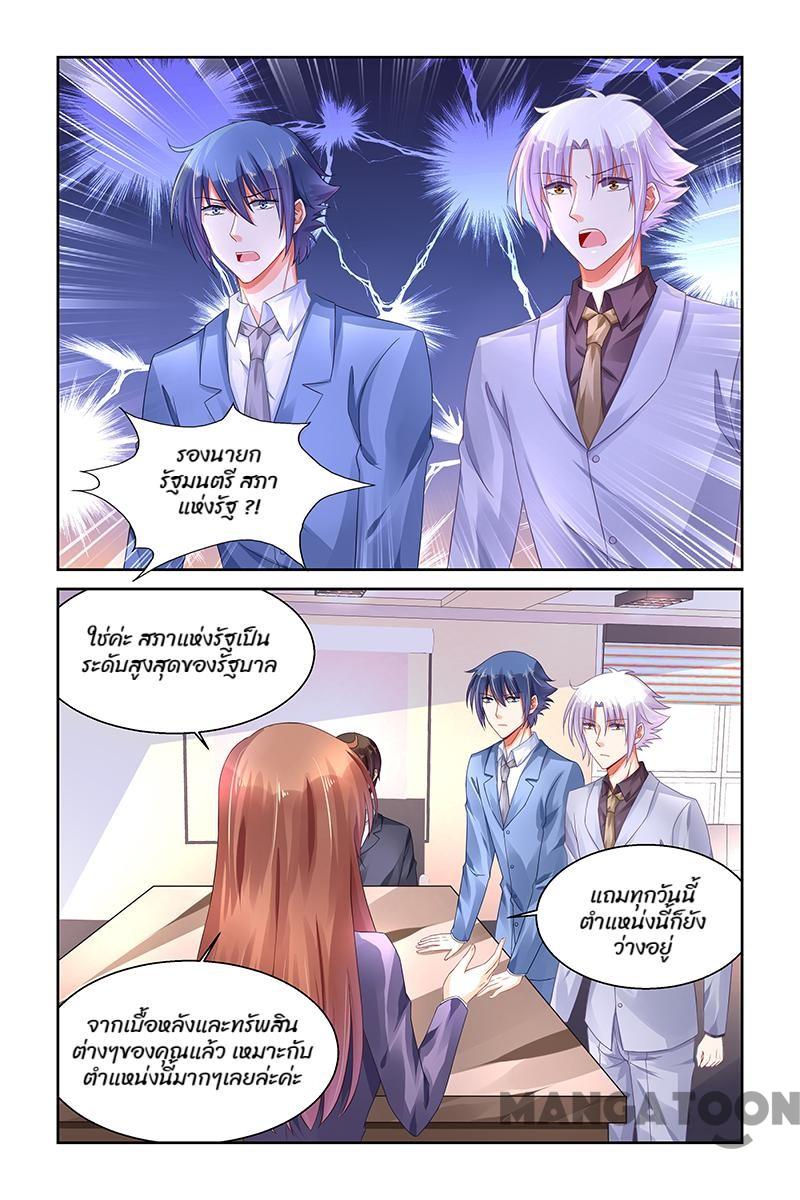 รองนายก
รัฐมนตรี สภา
แห่งรัฐ ?!
ใช่ค่ะ สภาแห่งรัฐเป็น
ระดับสูงสุดของรัฐบาล
แถมทุกวันนี้
ตำแหน่งนี้ก็ยัง
ว่างอยู่
จากเบื้อหลังและทรัพสิน
ต่างๆของคุณแล้ว เหมาะกับ
ตำแหน่งนี้มากๆเลยล่ะค่ะ
MANGATOON